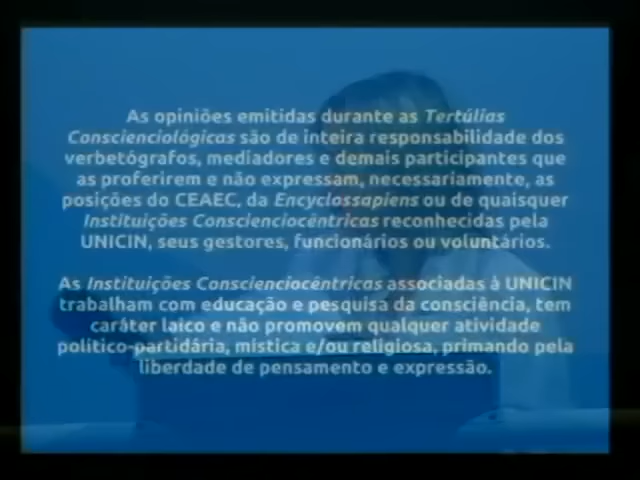 As opiniões emitidas durante as Tertúlias
Conscienciológicas são de inteira responsabilidade dos
verbetógrafos, mediadores e demais participantes que
as proferirem e não expressam, necessariamente, as
posições do CEAEC, da Encyclossapiens ou de quaisquer
Instituições Conscienciocêntricas reconhecidas pela
UNICIN, seus gestores, funcionários ou voluntários.
As Instituições Conscienciocêntricas associadas à UNICIN
trabalham com educação e pesquisa da consciência, tem
caráter laico e não promovem qualquer atividade
político-partidária, mística e/ou religiosa, primando pela
liberdade de pensamento e expressão.